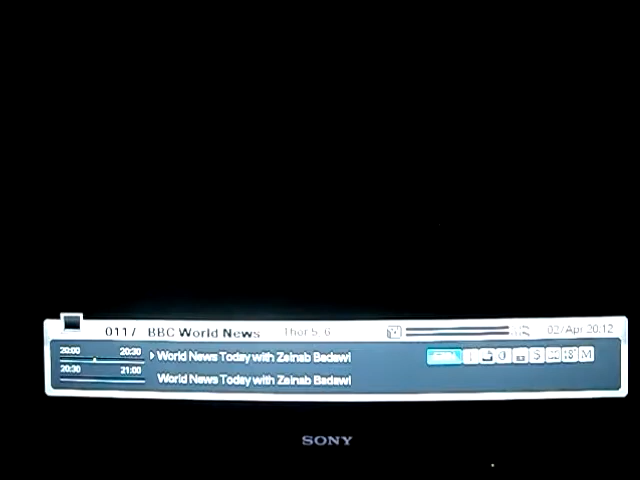 0117 BBC World News Thor 5, 6 02/Apr 20:12
20:00 20:30 World News Today with Zeinab Badawi
20:30 21:00 World News Today with Zeinab Badawi
SONY